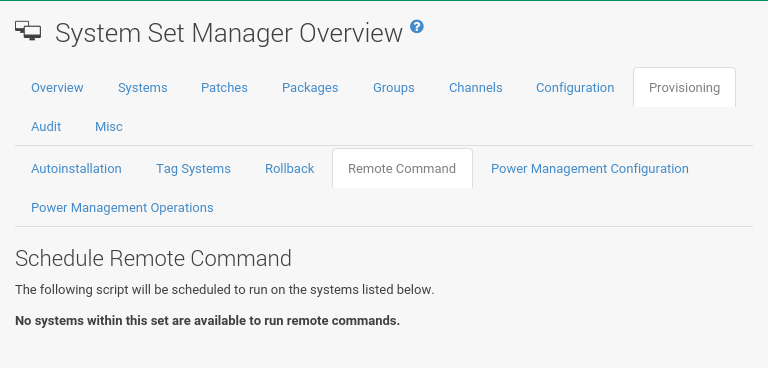 System Set Manager Overview ?
Overview Systems Patches Packages Groups Channels Configuration Provisioning
Audit Misc
Autoinstallation Tag Systems Rollback Remote Command Power Management Configuration
Power Management Operations
Schedule Remote Command
The following script will be scheduled to run on the systems listed below.
No systems within this set are available to run remote commands.